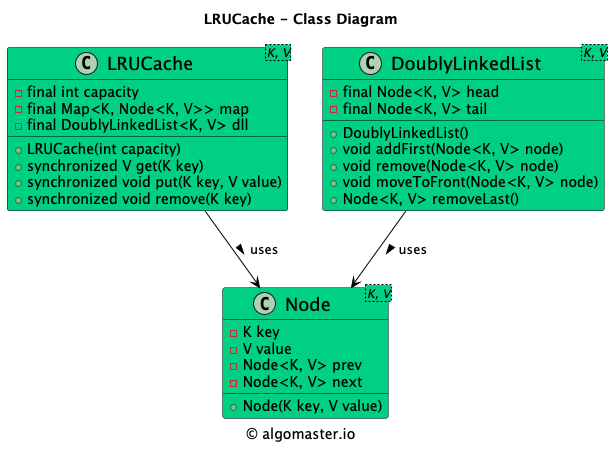 LRUCache - Class Diagram
C LRUCache K, V
final int capacity
final Map<K, Node<K, V>> map
final DoublyLinkedList<K, V> dll
LRUCache(int capacity)
synchronized V get(K key)
synchronized void put(K key, V value)
synchronized void remove(K key)
C DoublyLinkedList K, V
final Node<K, V> head
final Node<K, V> tail
DoublyLinkedList()
void addFirst(Node<K, V> node)
void remove(Node<K, V> node)
void moveToFront(Node<K, V> node)
Node<K, V> removeLast()
uses
uses
C Node K, V
K key
V value
Node<K, V> prev
Node<K, V> next
Node(K key, V value)
© algomaster.io